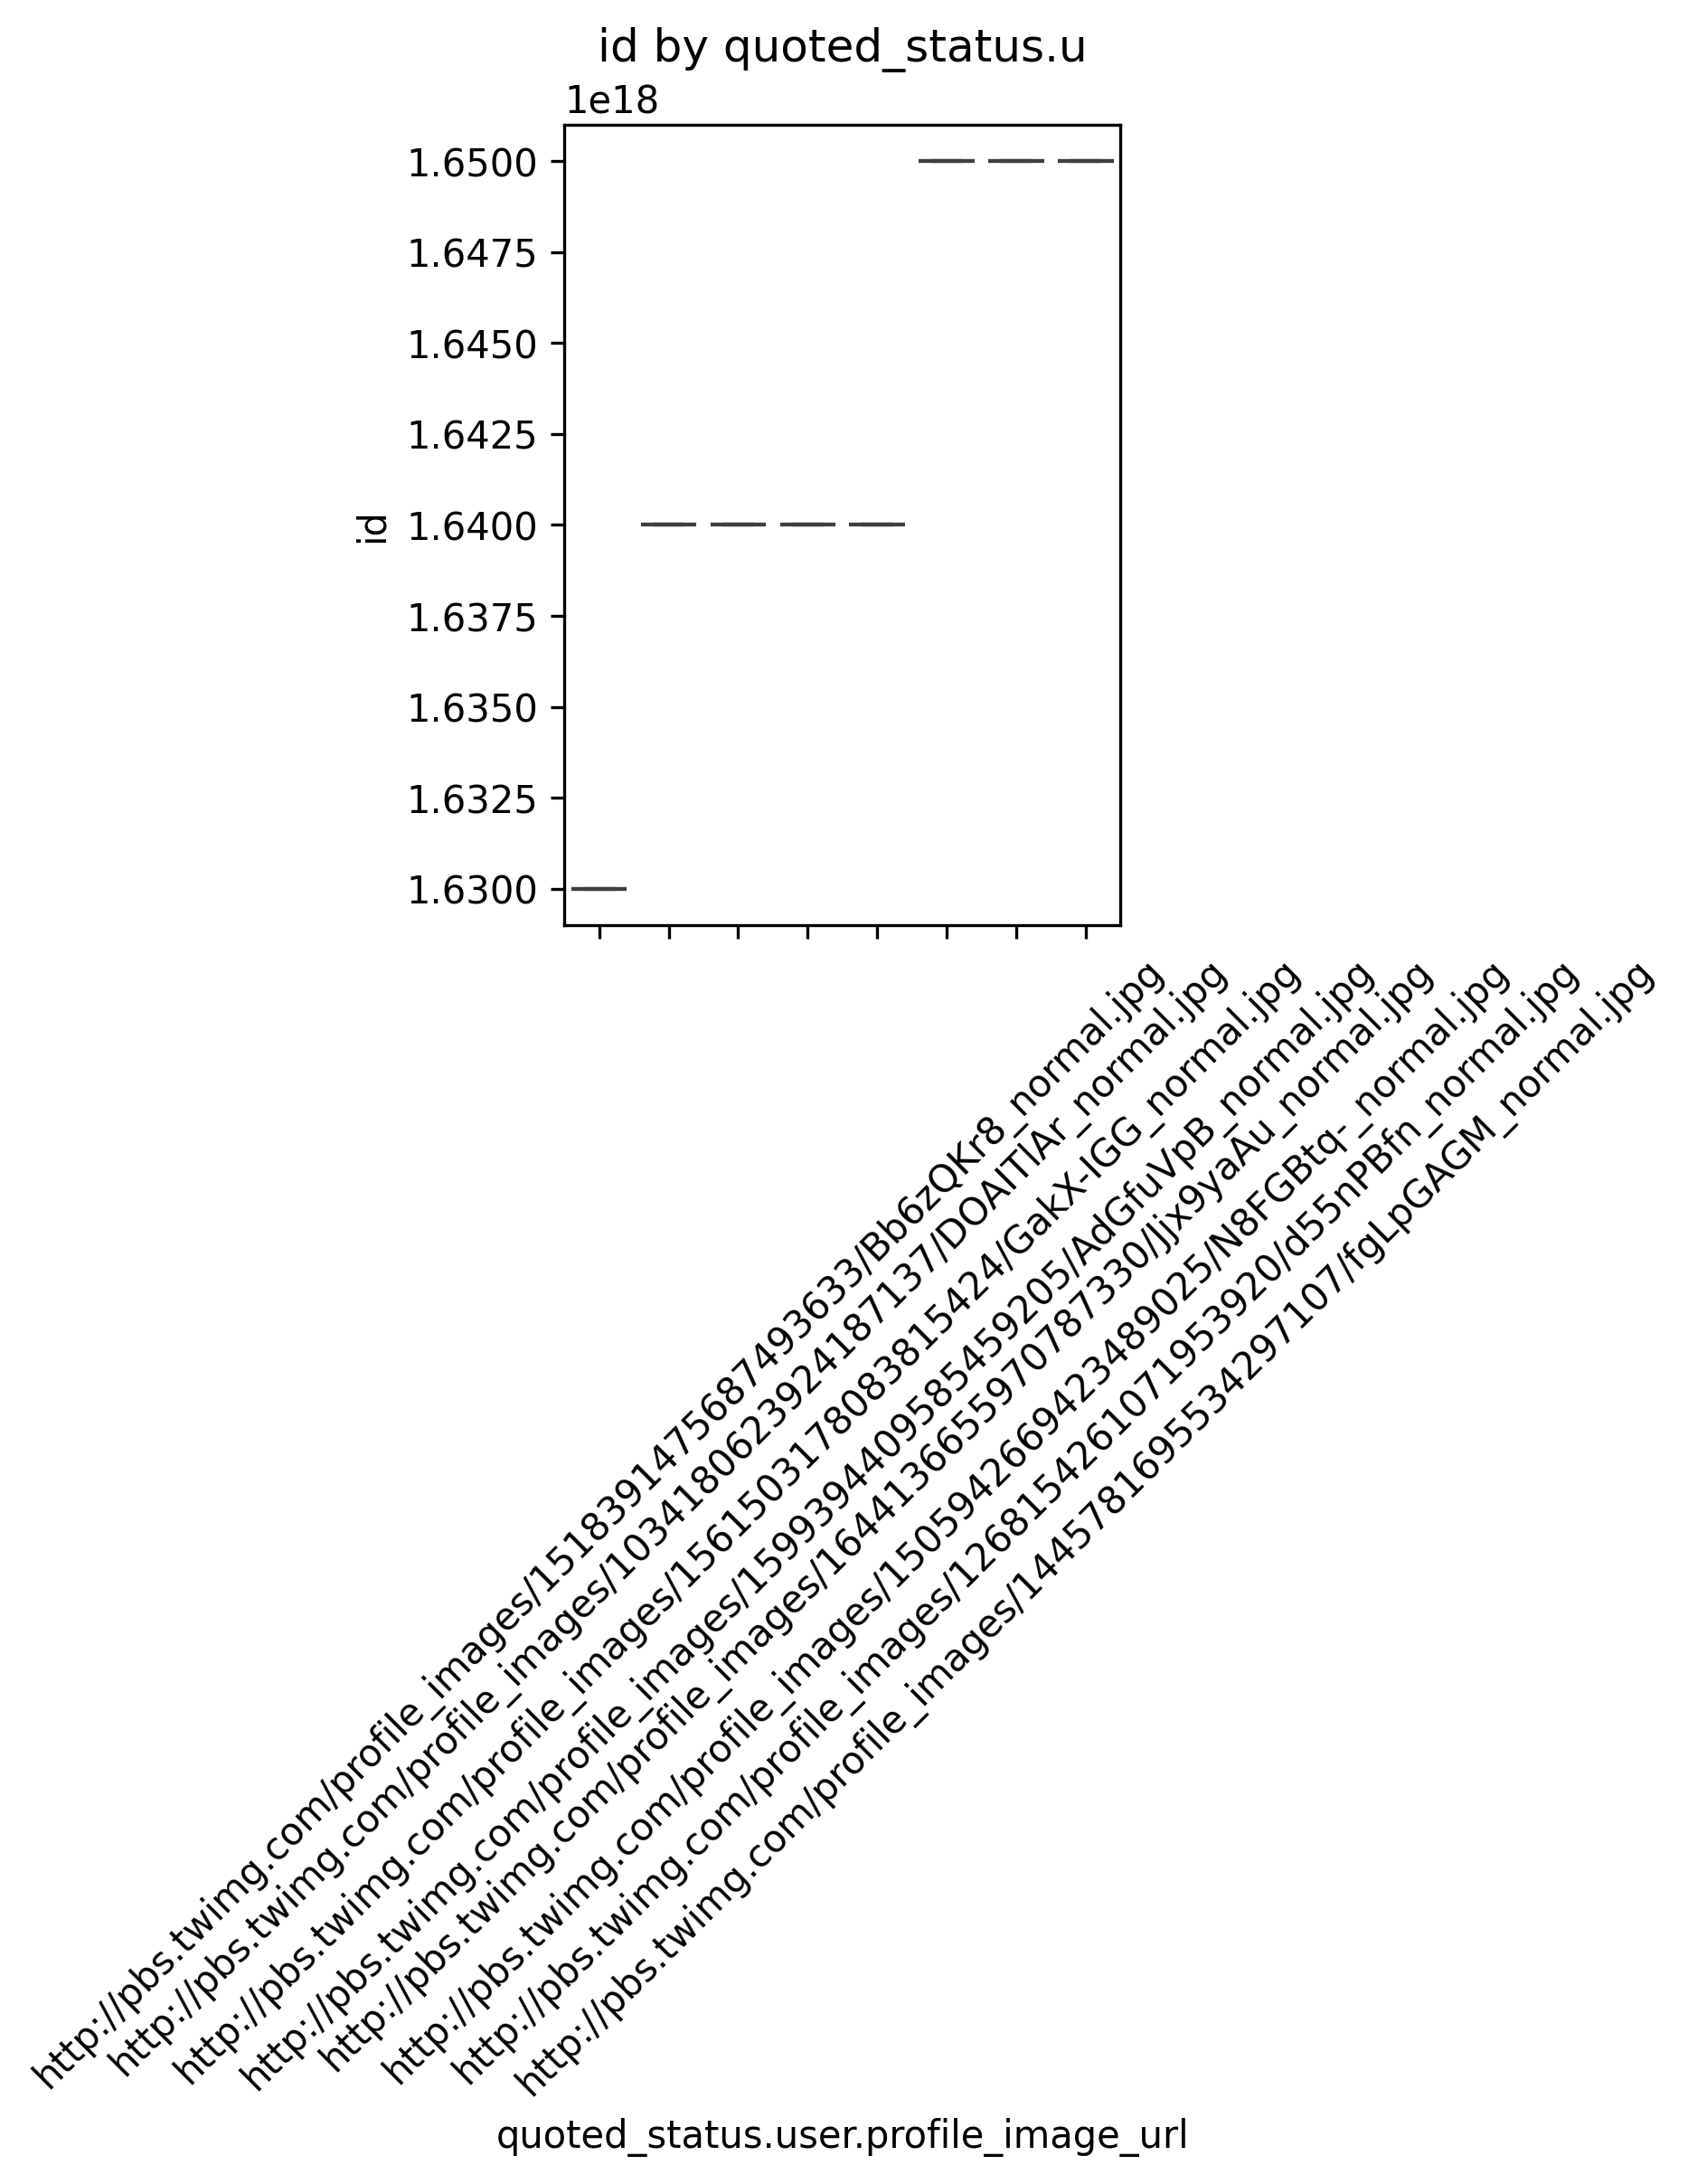 id by quoted_status.u
1e18
1.6500
1.6475
1.6450
1.6425
1.6400
1.6375
1.6350
1.6325
1.6300
id
http://pbs.twimg.com/profile_images/1518391475687493633/Bb6zQKr8_normal.jpg
http://pbs.twimg.com/profile_images/1034180623924187137/DOAITlAr_normal.jpg
http://pbs.twimg.com/profile_images/1561503178083815424/GakX-IGG_normal.jpg
http://pbs.twimg.com/profile_images/1599394409585459205/AdGfuVpB_normal.jpg
http://pbs.twimg.com/profile_images/1644136655970787330/Jjx9yaAu_normal.jpg
http://pbs.twimg.com/profile_images/1505942669423489025/N8FGBtq-_normal.jpg
http://pbs.twimg.com/profile_images/1268154261071953920/d55nPBfn_normal.jpg
http://pbs.twimg.com/profile_images/1445781695534297107/fgLpGAGM_normal.jpg
quoted_status.user.profile_image_url